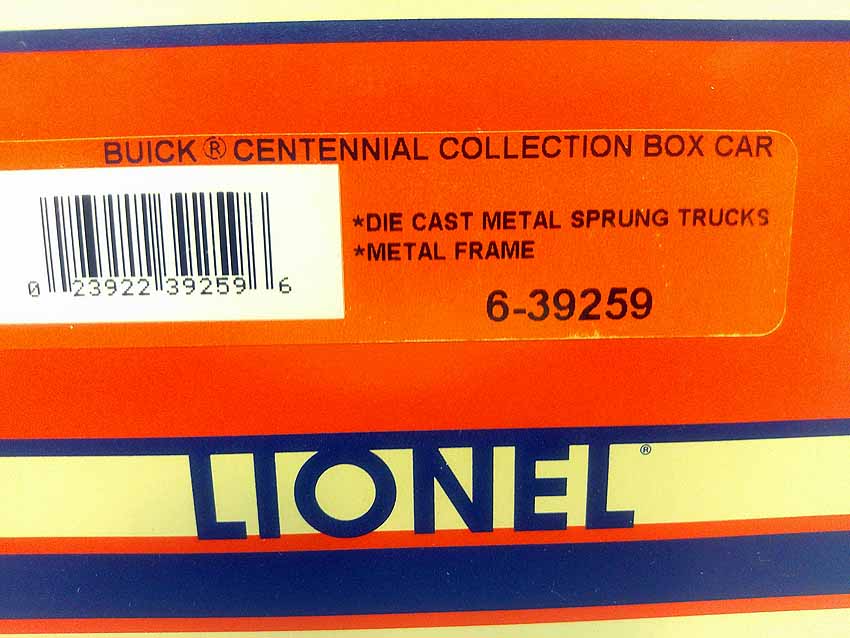 BUICK ® CENTENNIAL COLLECTION BOX CAR
*DIE CAST METAL SPRUNG TRUCKS
*METAL FRAME
0 23922 39259 6
6-39259
LIONEL ®